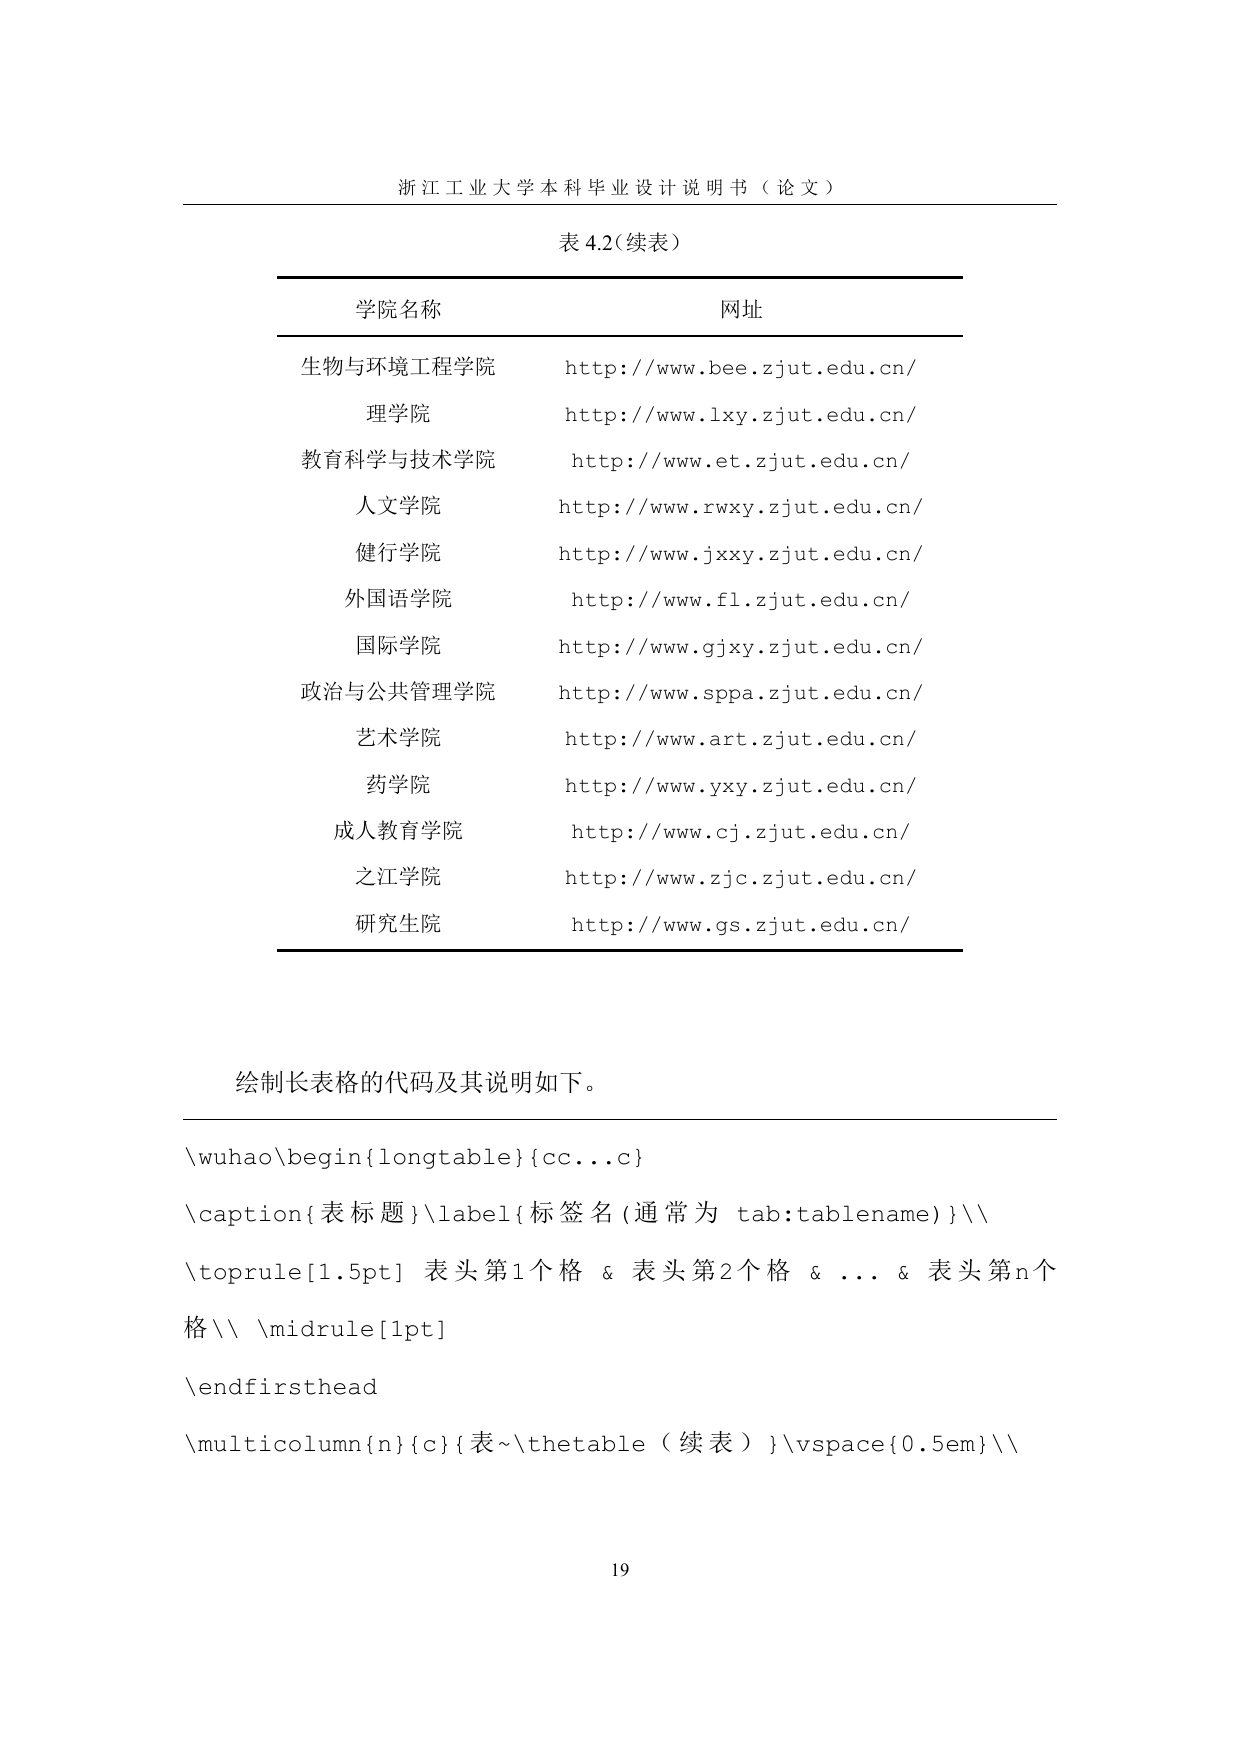 浙江工业大学本科毕业设计说明书（论文）
表 4.2(续表)
学院名称 网址
生物与环境工程学院 http://www.bee.zjut.edu.cn/
理学院 http://www.lxy.zjut.edu.cn/
教育科学与技术学院 http://www.et.zjut.edu.cn/
人文学院 http://www.rwxy.zjut.edu.cn/
健行学院 http://www.jxxy.zjut.edu.cn/
外国语学院 http://www.fl.zjut.edu.cn/
国际学院 http://www.gjxy.zjut.edu.cn/
政治与公共管理学院 http://www.sppa.zjut.edu.cn/
艺术学院 http://www.art.zjut.edu.cn/
药学院 http://www.yxy.zjut.edu.cn/
成人教育学院 http://www.cj.zjut.edu.cn/
之江学院 http://www.zjc.zjut.edu.cn/
研究生院 http://www.gs.zjut.edu.cn/
绘制长表格的代码及其说明如下。
\wuhao\begin{longtable}{cc...c}
\caption{表标题}\label{标签名(通常为 tab:tablename)}\\
\toprule[1.5pt] 表头第1个格 & 表头第2个格 & ... & 表头第n个
格\\ \midrule[1pt]
\endfirsthead
\multicolumn{n}{c}{表~\thetable（续表）}\vspace{0.5em}\\
19